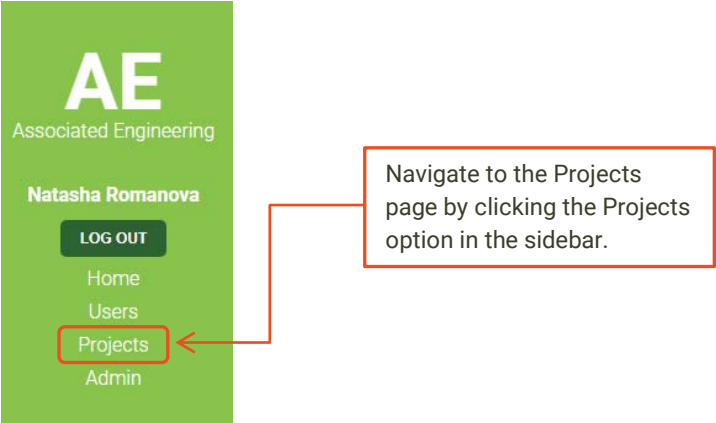 AE
Associated Engineering
Natasha Romanova
LOG OUT
Home
Users
Projects
Admin
Navigate to the Projects
page by clicking the Projects
option in the sidebar.